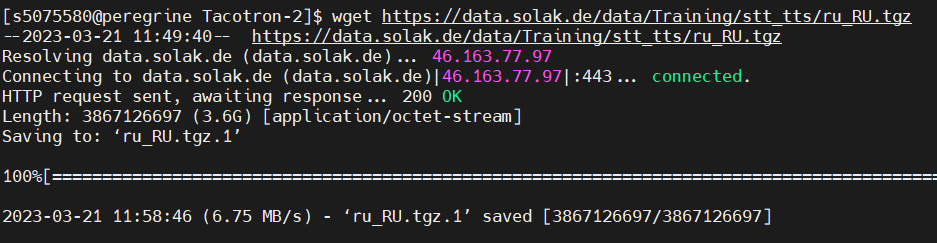 [s5075580@peregrine Tacotron-2]$ wget https://data.solak.de/data/Training/stt_tts/ru_RU.tgz
--2023-03-21 11:49:40--  https://data.solak.de/data/Training/stt_tts/ru_RU.tgz
Resolving data.solak.de (data.solak.de)... 46.163.77.97
Connecting to data.solak.de (data.solak.de)|46.163.77.97|:443... connected.
HTTP request sent, awaiting response... 200 OK
Length: 3867126697 (3.6G) [application/octet-stream]
Saving to: ‘ru_RU.tgz.1’
100%[=========================================================================================
2023-03-21 11:58:46 (6.75 MB/s) - ‘ru_RU.tgz.1’ saved [3867126697/3867126697]